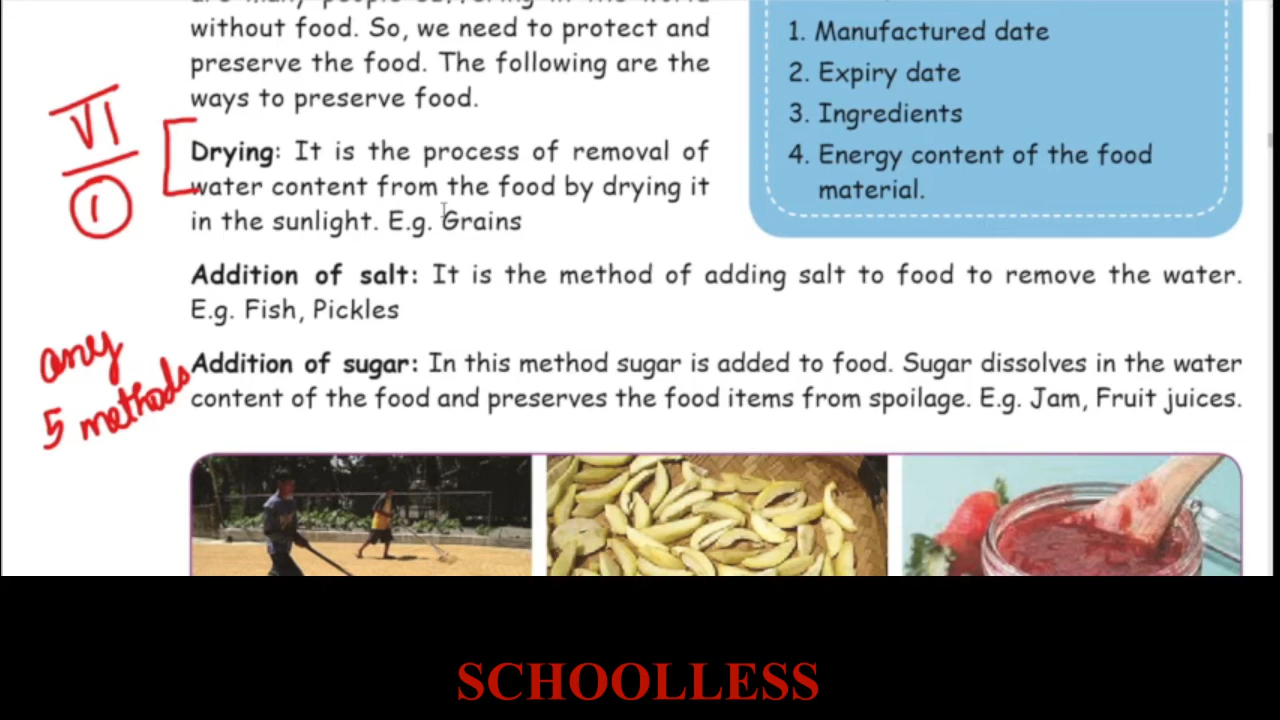 without food. So, we need to protect and
preserve the food. The following are the
ways to preserve food.
Drying: It is the process of removal of
water content from the food by drying it
in the sunlight. E.g. Grains
1. Manufactured date
2. Expiry date
3. Ingredients
4. Energy content of the food
material.
VI
1
Addition of salt: It is the method of adding salt to food to remove the water.
E.g. Fish, Pickles
any
5 methods
Addition of sugar: In this method sugar is added to food. Sugar dissolves in the water
content of the food and preserves the food items from spoilage. E.g. Jam, Fruit juices.
SCHOOLLESS